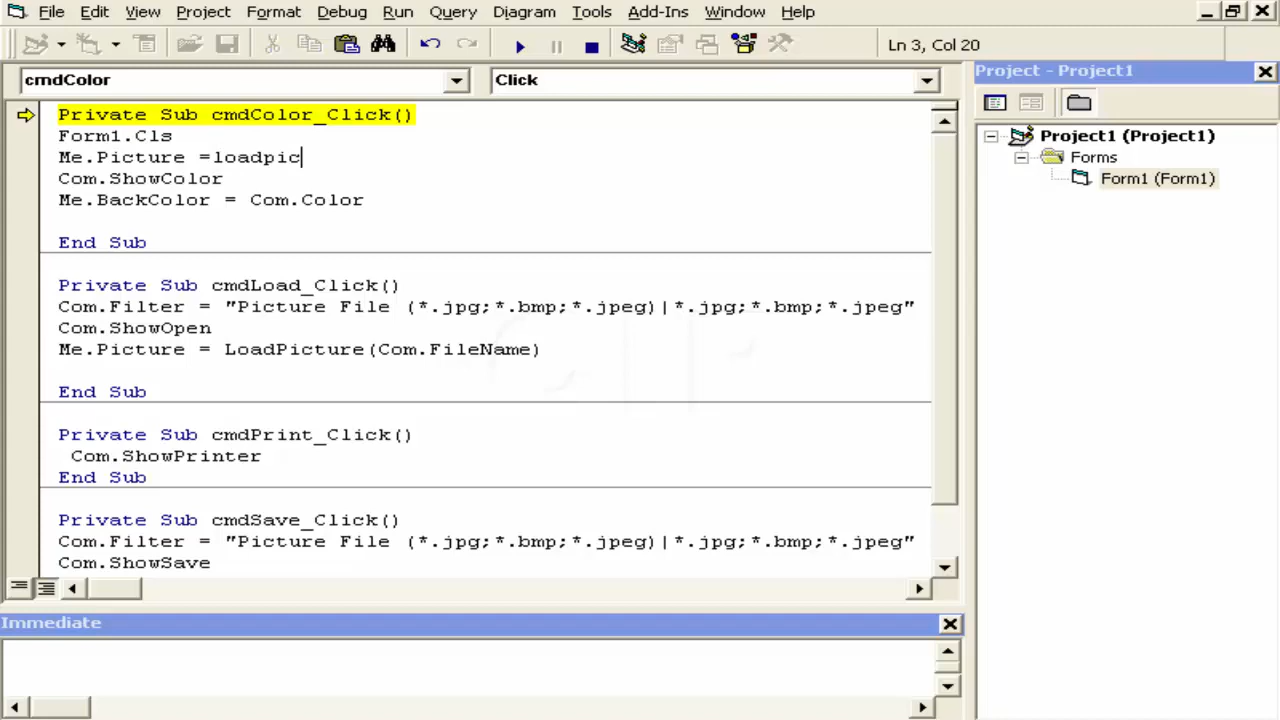 File Edit View Project Format Debug Run Query Diagram Tools Add-Ins Window Help
Ln 3, Col 20
cmdColor Click
Private Sub cmdColor_Click()
Form1.Cls
Me.Picture =loadpic
Com.ShowColor
Me.BackColor = Com.Color
End Sub
Private Sub cmdLoad_Click()
Com.Filter = "Picture File (*.jpg;*.bmp;*.jpeg)|*.jpg;*.bmp;*.jpeg"
Com.ShowOpen
Me.Picture = LoadPicture(Com.FileName)
End Sub
Private Sub cmdPrint_Click()
Com.ShowPrinter
End Sub
Private Sub cmdSave_Click()
Com.Filter = "Picture File (*.jpg;*.bmp;*.jpeg)|*.jpg;*.bmp;*.jpeg"
Com.ShowSave
Immediate
Project - Project1
Project1 (Project1)
Forms
Form1 (Form1)